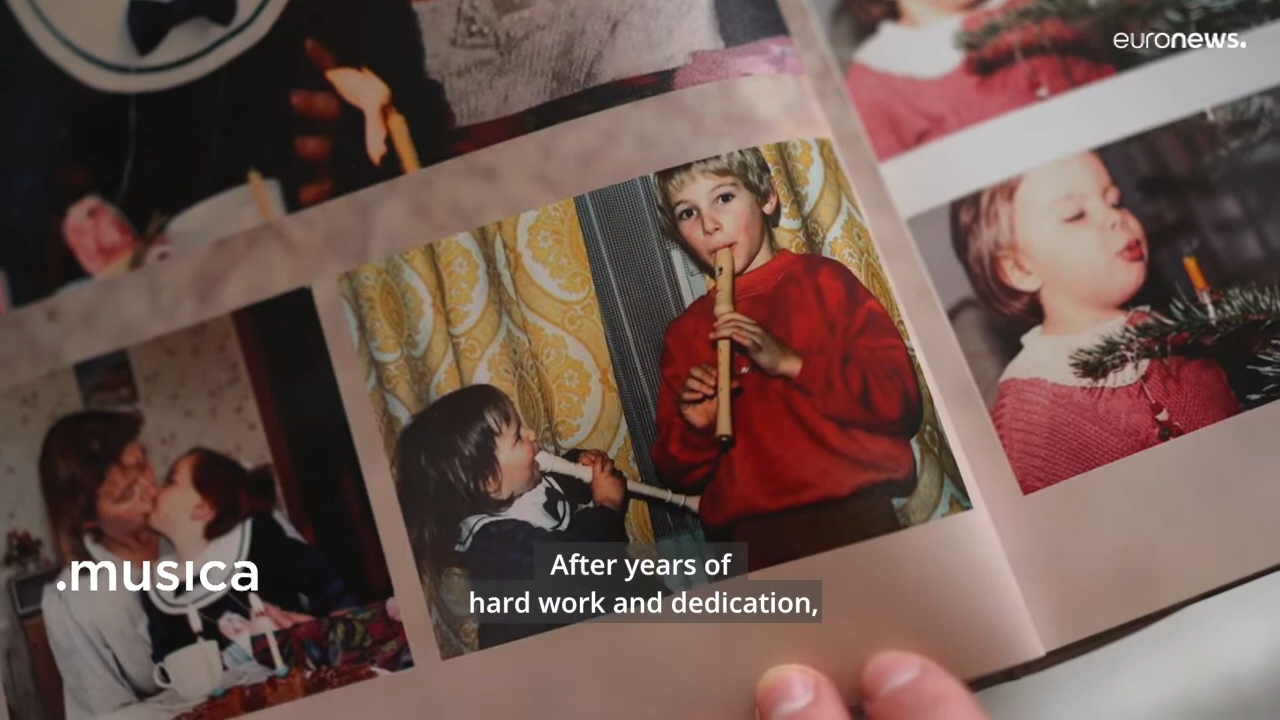 euronews.
.musica
After years of
hard work and dedication,